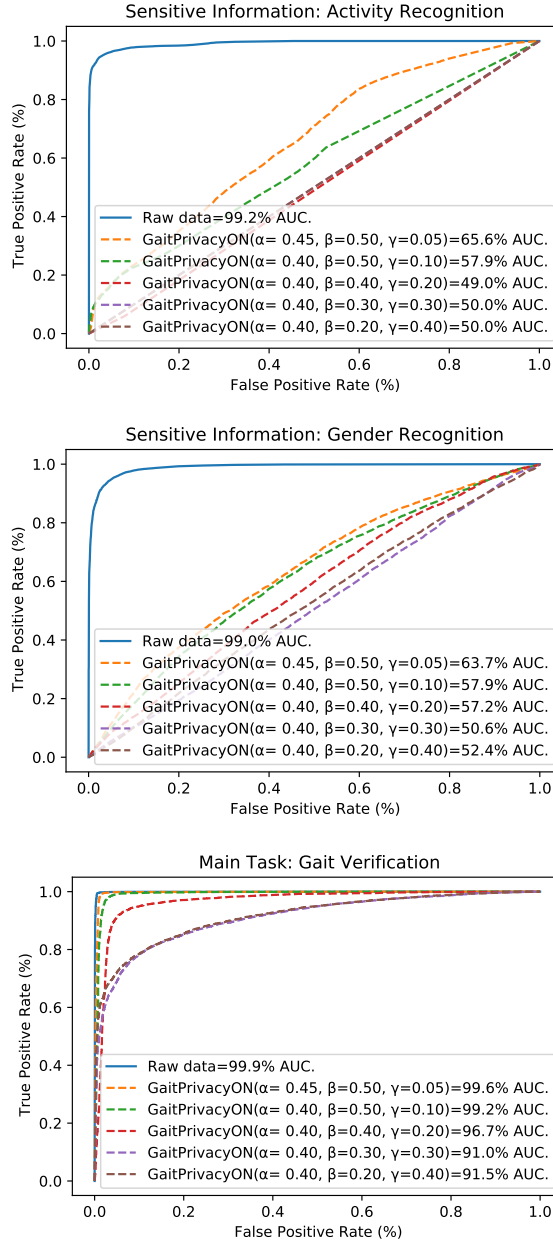 Sensitive Information: Activity Recognition
1.0
0.8
0.6
0.4
0.2
0.0
True Positive Rate (%)
Raw data=99.2% AUC.
GaitPrivacyON(α= 0.45, β=0.50, γ=0.05)=65.6% AUC.
GaitPrivacyON(α= 0.40, β=0.50, γ=0.10)=57.9% AUC.
GaitPrivacyON(α= 0.40, β=0.40, γ=0.20)=49.0% AUC.
GaitPrivacyON(α= 0.40, β=0.30, γ=0.30)=50.0% AUC.
GaitPrivacyON(α= 0.40, β=0.20, γ=0.40)=50.0% AUC.
0.0 0.2 0.4 0.6 0.8 1.0
False Positive Rate (%)
Sensitive Information: Gender Recognition
1.0
0.8
0.6
0.4
0.2
0.0
True Positive Rate (%)
Raw data=99.0% AUC.
GaitPrivacyON(α= 0.45, β=0.50, γ=0.05)=63.7% AUC.
GaitPrivacyON(α= 0.40, β=0.50, γ=0.10)=57.9% AUC.
GaitPrivacyON(α= 0.40, β=0.40, γ=0.20)=57.2% AUC.
GaitPrivacyON(α= 0.40, β=0.30, γ=0.30)=50.6% AUC.
GaitPrivacyON(α= 0.40, β=0.20, γ=0.40)=52.4% AUC.
0.0 0.2 0.4 0.6 0.8 1.0
False Positive Rate (%)
Main Task: Gait Verification
1.0
0.8
0.6
0.4
0.2
0.0
True Positive Rate (%)
Raw data=99.9% AUC.
GaitPrivacyON(α= 0.45, β=0.50, γ=0.05)=99.6% AUC.
GaitPrivacyON(α= 0.40, β=0.50, γ=0.10)=99.2% AUC.
GaitPrivacyON(α= 0.40, β=0.40, γ=0.20)=96.7% AUC.
GaitPrivacyON(α= 0.40, β=0.30, γ=0.30)=91.0% AUC.
GaitPrivacyON(α= 0.40, β=0.20, γ=0.40)=91.5% AUC.
0.0 0.2 0.4 0.6 0.8 1.0
False Positive Rate (%)